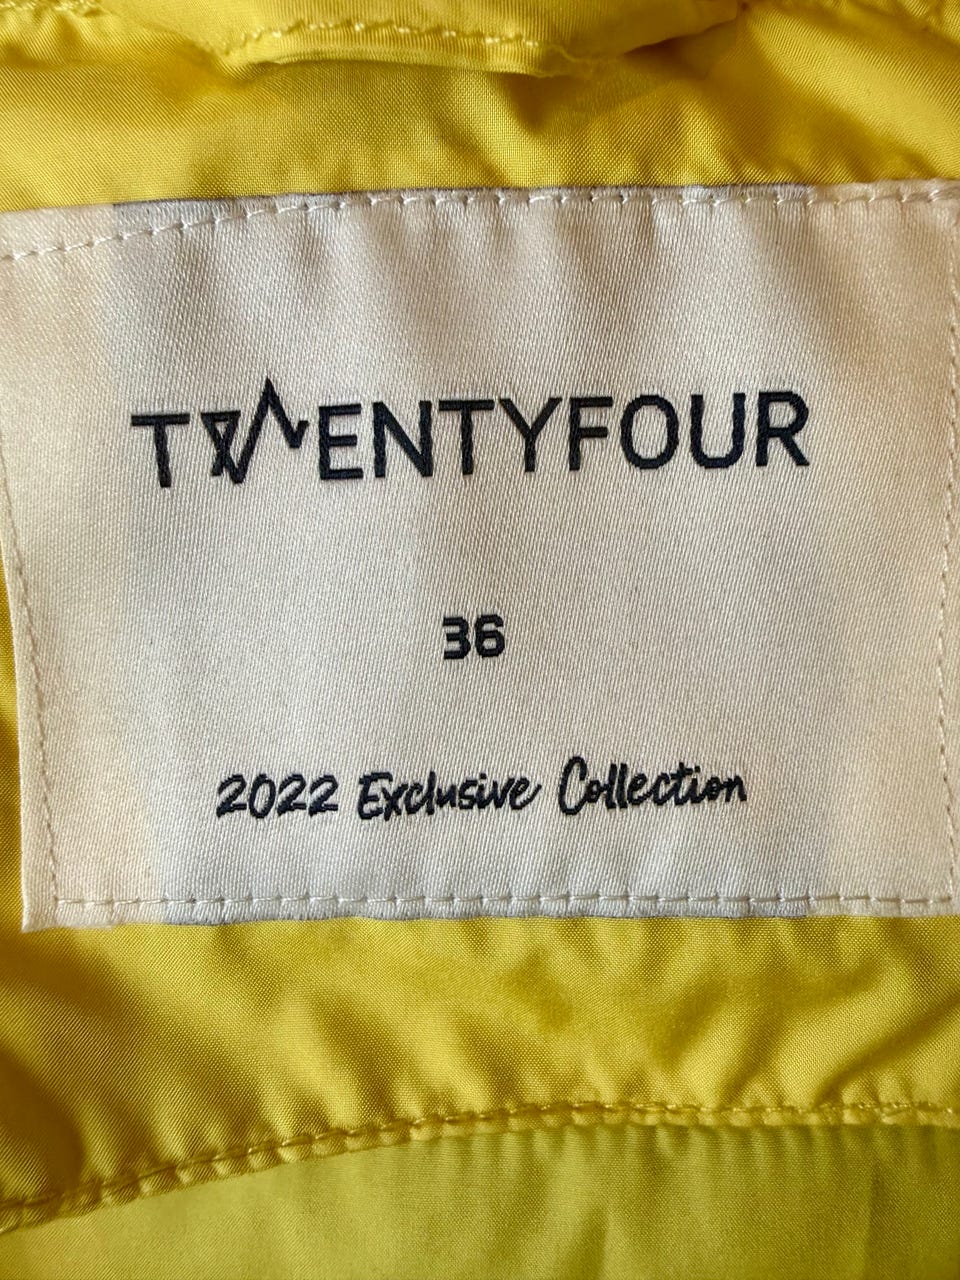 TWENTYFOUR
36
2022 Exclusive Collection